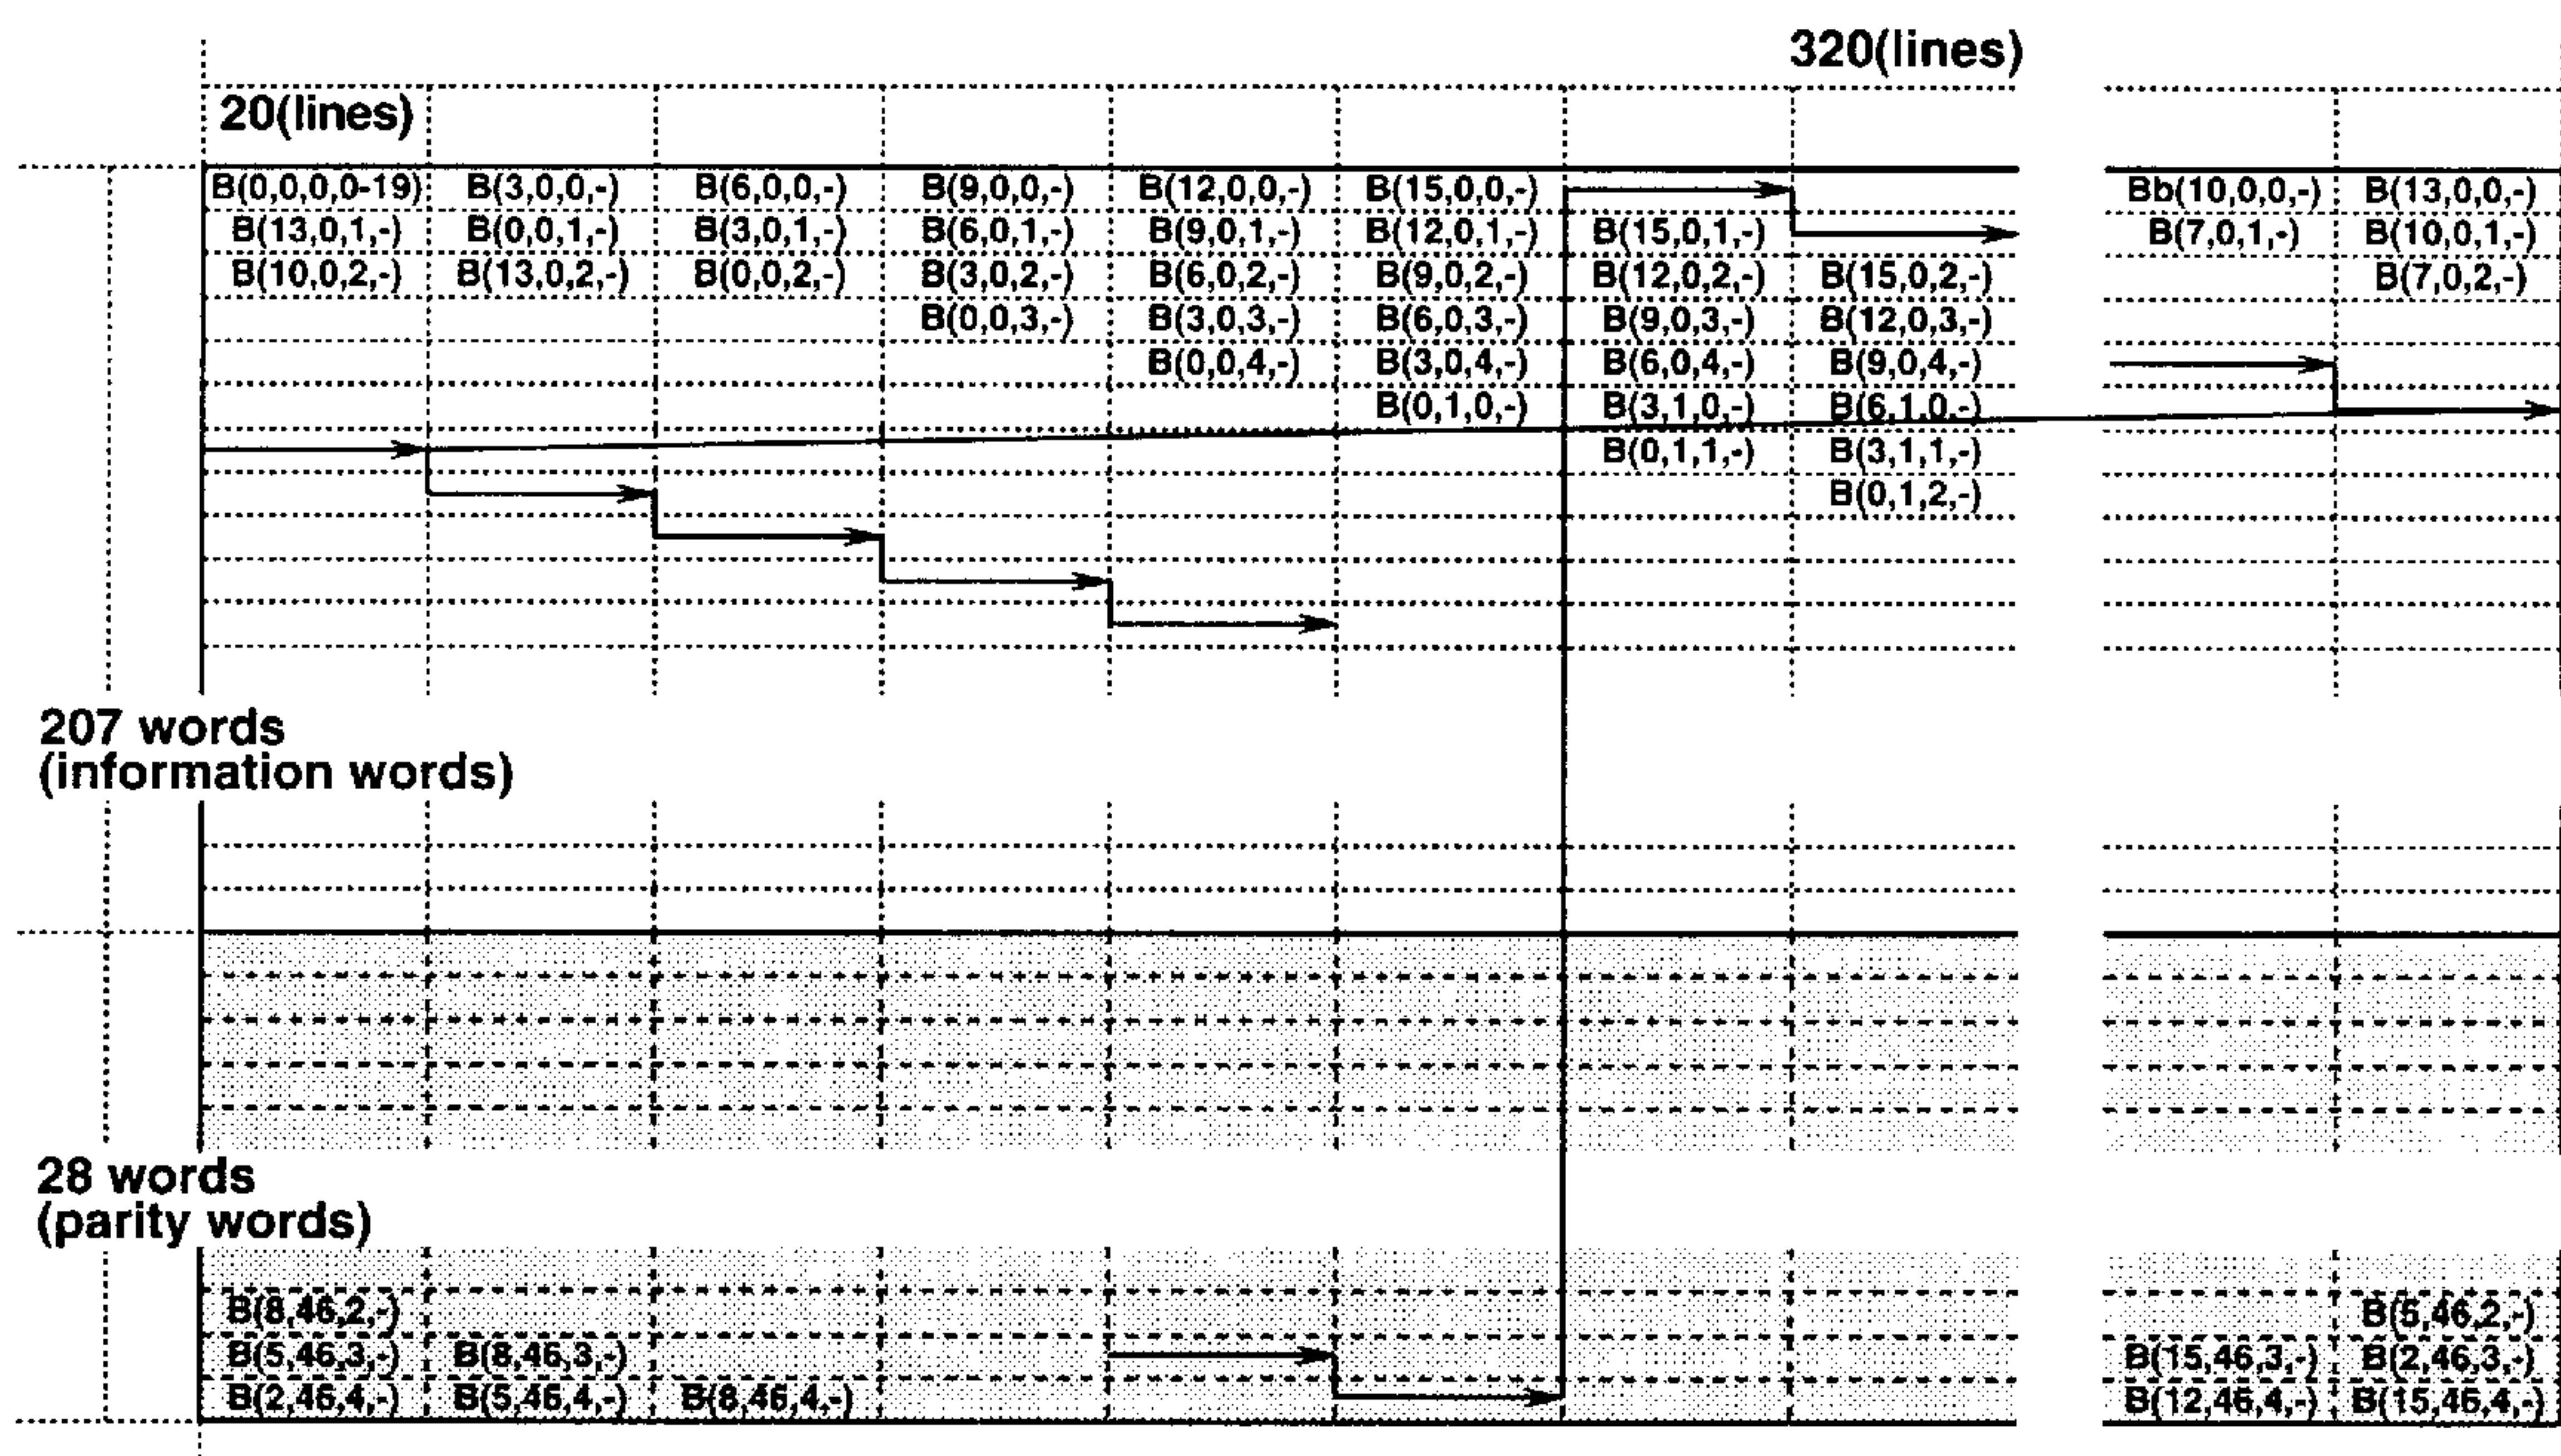 320(lines)
20(lines)
B(0,0,0,0-19) B(3,0,0,-) B(6,0,0,-) B(9,0,0,-) B(12,0,0,-) B(15,0,0,-) Bb(10,0,0,-) B(13,0,0,-)
B(13,0,1,-) B(0,0,1,-) B(3,0,1,-) B(6,0,1,-) B(9,0,1,-) B(12,0,1,-) B(15,0,1,-) B(7,0,1,-) B(10,0,1,-)
B(10,0,2,-) B(13,0,2,-) B(0,0,2,-) B(3,0,2,-) B(6,0,2,-) B(9,0,2,-) B(12,0,2,-) B(15,0,2,-) B(7,0,2,-)
B(0,0,3,-) B(3,0,3,-) B(6,0,3,-) B(9,0,3,-) B(12,0,3,-)
B(0,0,4,-) B(3,0,4,-) B(6,0,4,-) B(9,0,4,-)
B(0,1,0,-) B(3,1,0,-) B(6,1,0,-)
B(0,1,1,-) B(3,1,1,-)
B(0,1,2,-)
207 words
(information words)
28 words
(parity words)
B(8,46,2,-) B(5,46,2,-)
B(5,46,3,-) B(8,46,3,-) B(15,46,3,-) B(2,46,3,-)
B(2,46,4,-) B(5,46,4,-) B(8,46,4,-) B(12,46,4,-) B(15,46,4,-)